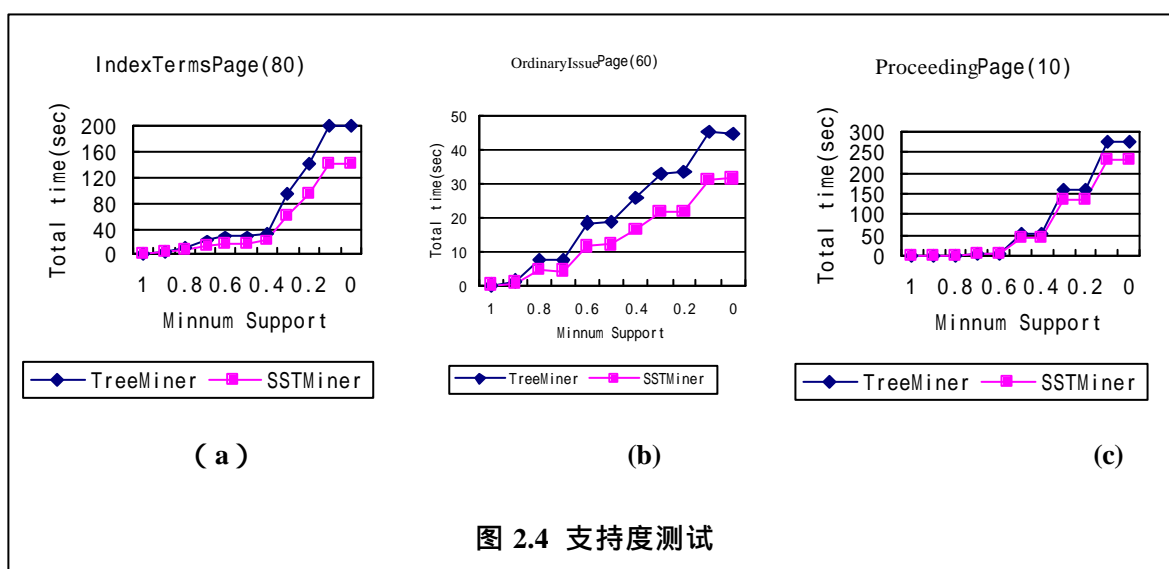 IndexTermsPage(80)
Total time(sec)
200
160
120
80
40
0
1 0.8 0.6 0.4 0.2 0
Minnum Support
TreeMiner SSTMiner
(a)
OrdinaryIssuePage(60)
Total time(sec)
50
40
30
20
10
0
1 0.8 0.6 0.4 0.2 0
Minnum Support
TreeMiner SSTMiner
(b)
ProceedingPage(10)
Total time(sec)
300
250
200
150
100
50
0
1 0.8 0.6 0.4 0.2 0
Minnum Support
TreeMiner SSTMiner
(c)
图 2.4 支持度测试